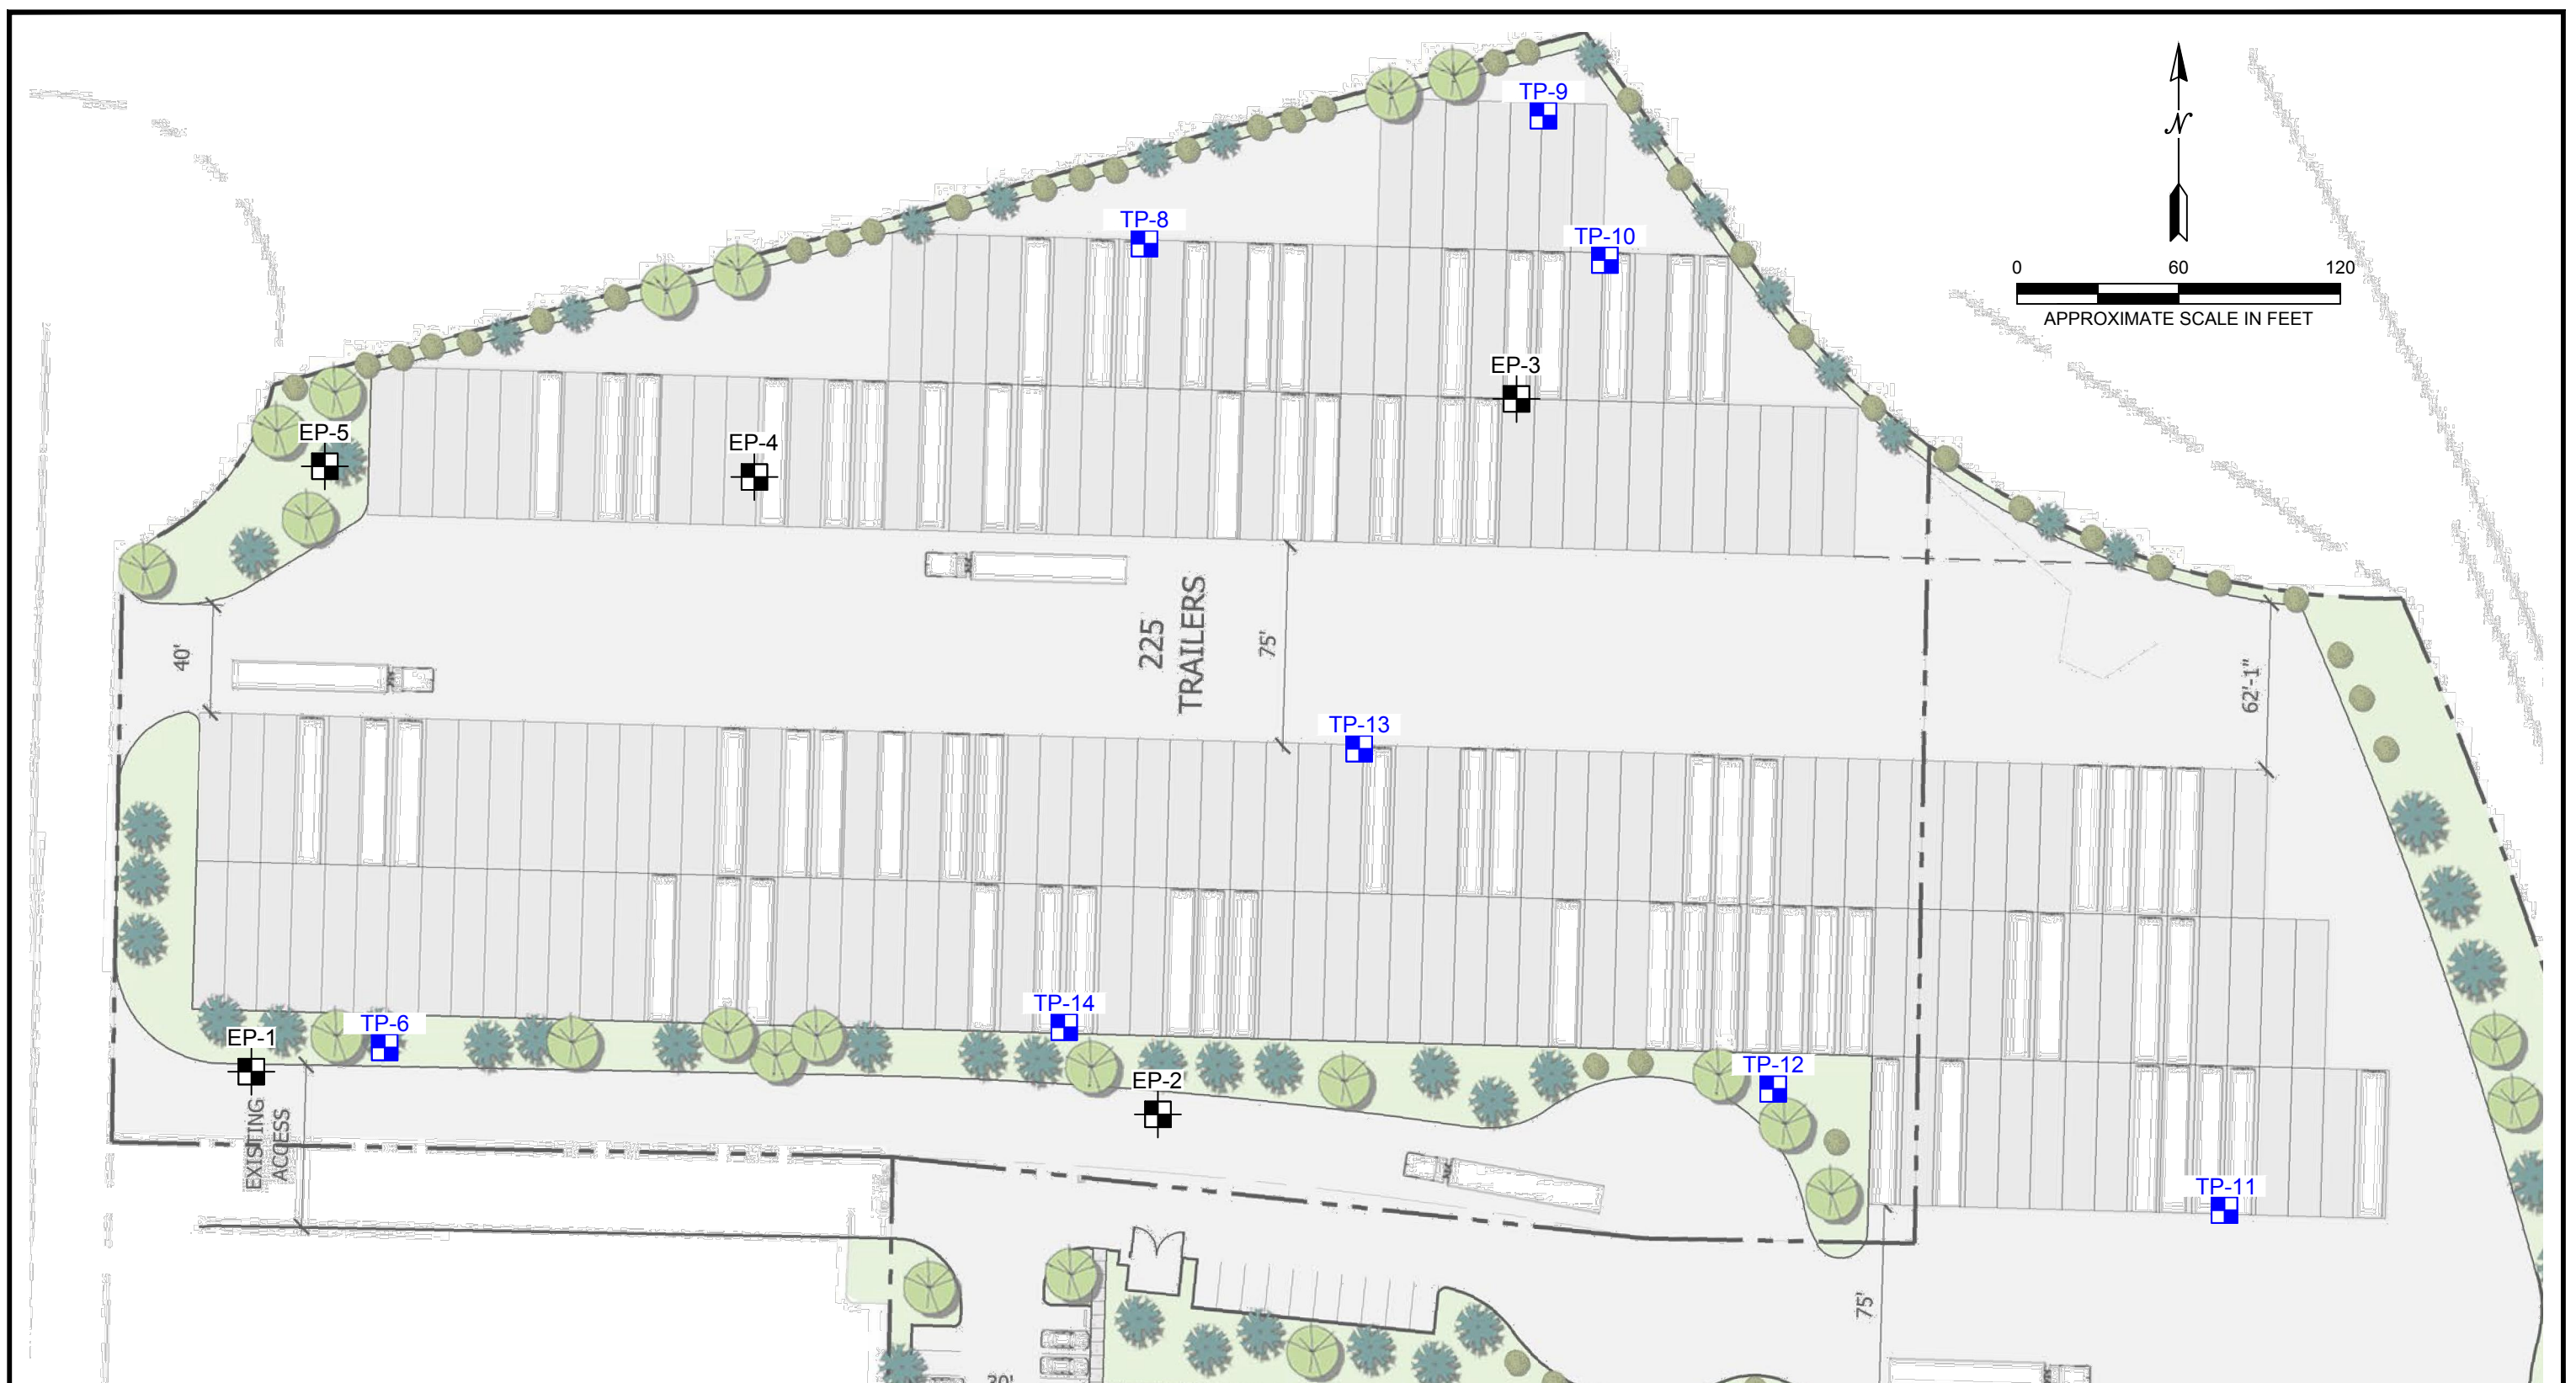 TP-9
N
TP-8
TP-10
0 60 120
APPROXIMATE SCALE IN FEET
EP-3
EP-5
EP-4
225
TRAILERS
75'
40'
62'-1"
TP-13
TP-14
EP-1
TP-6
EP-2
TP-12
EXISTING
ACCESS
TP-11
75'